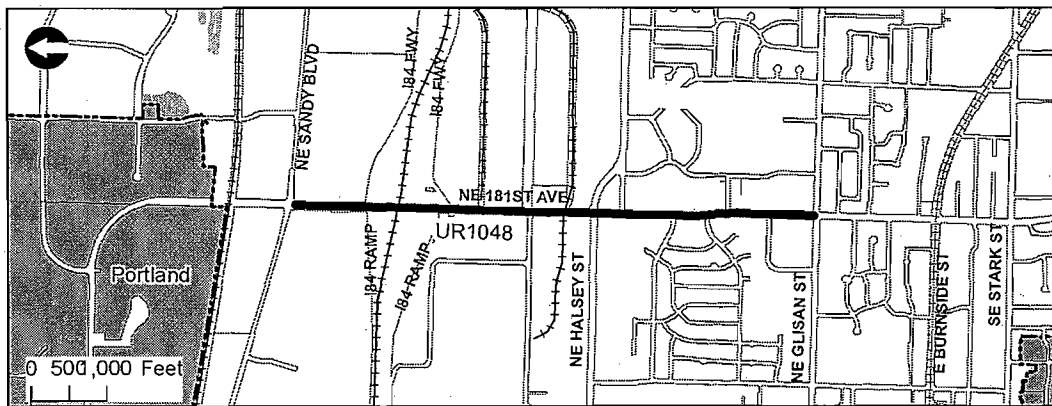 NE SANDY BLVD
I84 FWY
I84 FWY
NE 181ST AVE
UR1048
I84 RAMP
I84 RAMP
NE HALSEY ST
NE GLISAN ST
E BURNSIDE ST
SE STARK ST
Portland
0 500 1,000 Feet